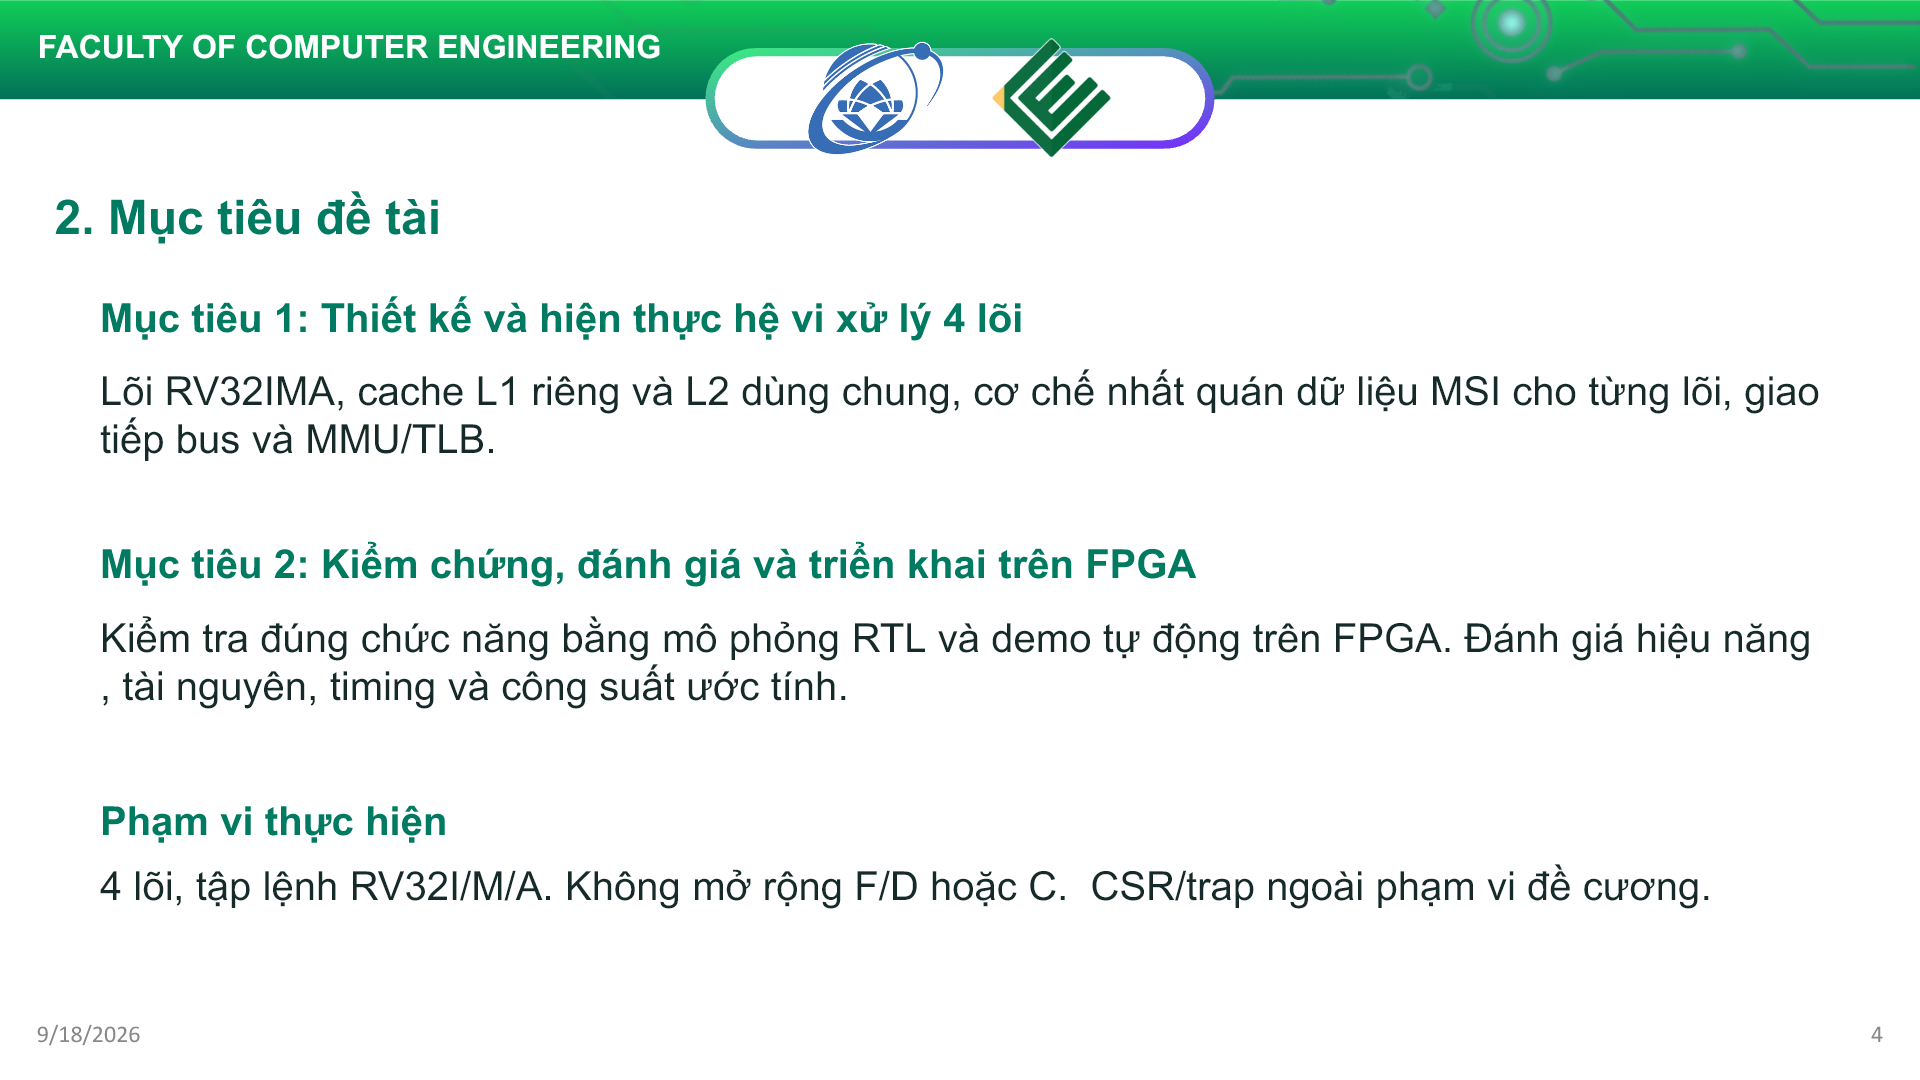 FACULTY OF COMPUTER ENGINEERING
2. Mục tiêu đề tài
Mục tiêu 1: Thiết kế và hiện thực hệ vi xử lý 4 lõi
Lõi RV32IMA, cache L1 riêng và L2 dùng chung, cơ chế nhất quán dữ liệu MSI cho từng lõi, giao
tiếp bus và MMU/TLB.
Mục tiêu 2: Kiểm chứng, đánh giá và triển khai trên FPGA
Kiểm tra đúng chức năng bằng mô phỏng RTL và demo tự động trên FPGA. Đánh giá hiệu năng
, tài nguyên, timing và công suất ước tính.
Phạm vi thực hiện
4 lõi, tập lệnh RV32I/M/A. Không mở rộng F/D hoặc C.  CSR/trap ngoài phạm vi đề cương.
9/18/2026
4